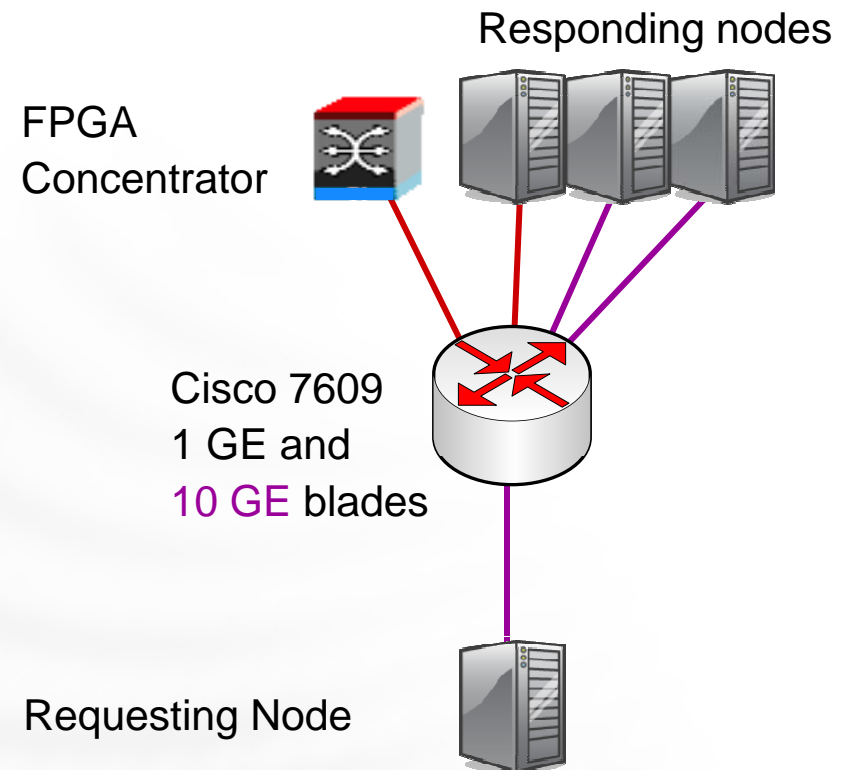 Responding nodes
FPGA
Concentrator
Cisco 7609
1 GE and
10 GE blades
Requesting Node